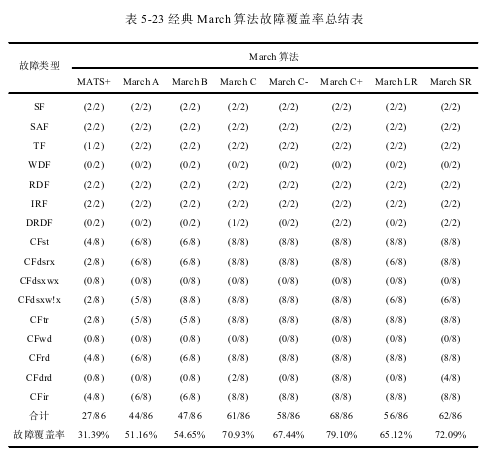 表 5-23 经典 March 算法故障覆盖率总结表
故障类型 March 算法
MATS+ March A March B March C March C- March C+ March LR March SR
SF (2/2) (2/2) (2/2) (2/2) (2/2) (2/2) (2/2) (2/2)
SAF (2/2) (2/2) (2/2) (2/2) (2/2) (2/2) (2/2) (2/2)
TF (1/2) (2/2) (2/2) (2/2) (2/2) (2/2) (2/2) (2/2)
WDF (0/2) (0/2) (0/2) (0/2) (0/2) (0/2) (0/2) (0/2)
RDF (2/2) (2/2) (2/2) (2/2) (2/2) (2/2) (2/2) (2/2)
IRF (2/2) (2/2) (2/2) (2/2) (2/2) (2/2) (2/2) (2/2)
DRDF (0/2) (0/2) (0/2) (1/2) (0/2) (2/2) (0/2) (2/2)
CFst (4/8) (6/8) (6/8) (8/8) (8/8) (8/8) (8/8) (8/8)
CFdsrx (2/8) (6/8) (6/8) (8/8) (8/8) (8/8) (6/8) (8/8)
CFdsxwx (0/8) (0/8) (0/8) (0/8) (0/8) (0/8) (0/8) (0/8)
CFdsxw!x (2/8) (5/8) (8/8) (8/8) (8/8) (8/8) (6/8) (6/8)
CFtr (2/8) (5/8) (5/8) (8/8) (8/8) (8/8) (8/8) (8/8)
CFwd (0/8) (0/8) (0/8) (0/8) (0/8) (0/8) (0/8) (0/8)
CFrd (4/8) (6/8) (6/8) (8/8) (8/8) (8/8) (8/8) (8/8)
CFdrd (0/8) (0/8) (0/8) (2/8) (0/8) (8/8) (0/8) (4/8)
CFir (4/8) (6/8) (6/8) (8/8) (8/8) (8/8) (8/8) (8/8)
合计 27/86 44/86 47/86 61/86 58/86 68/86 56/86 62/86
故障覆盖率 31.39% 51.16% 54.65% 70.93% 67.44% 79.10% 65.12% 72.09%